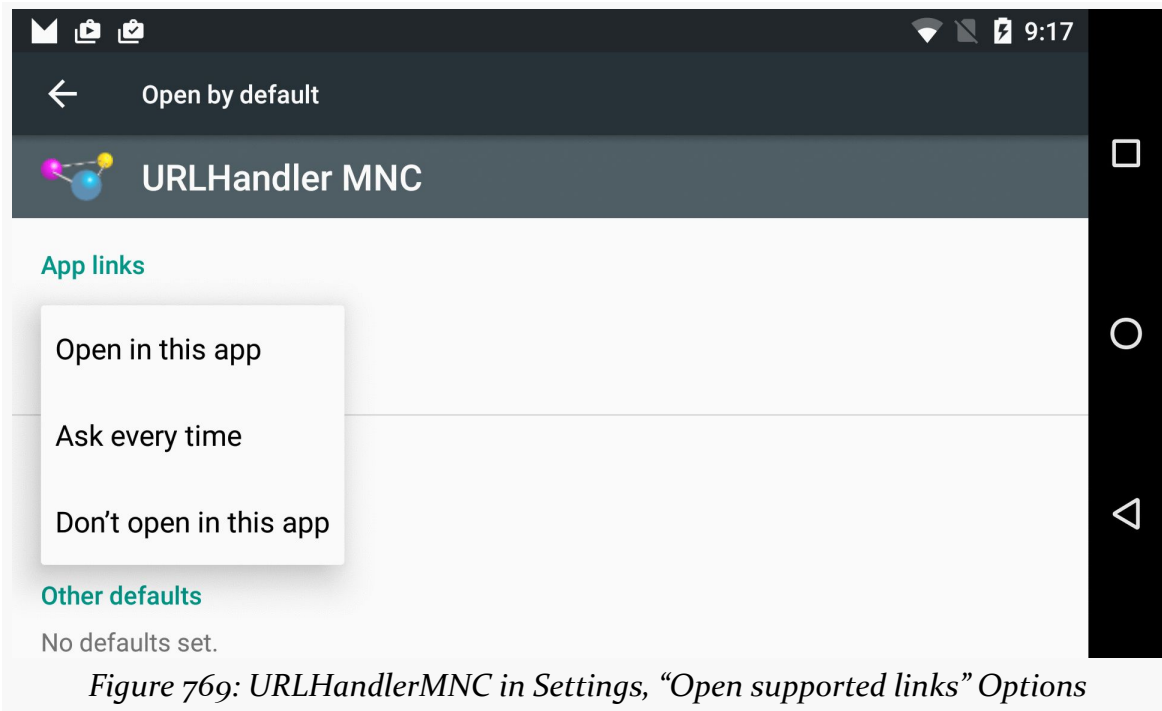 9:17
Open by default
URLHandler MNC
App links
Open in this app
Ask every time
Don’t open in this app
Other defaults
No defaults set.
Figure 769: URLHandlerMNC in Settings, “Open supported links” Options